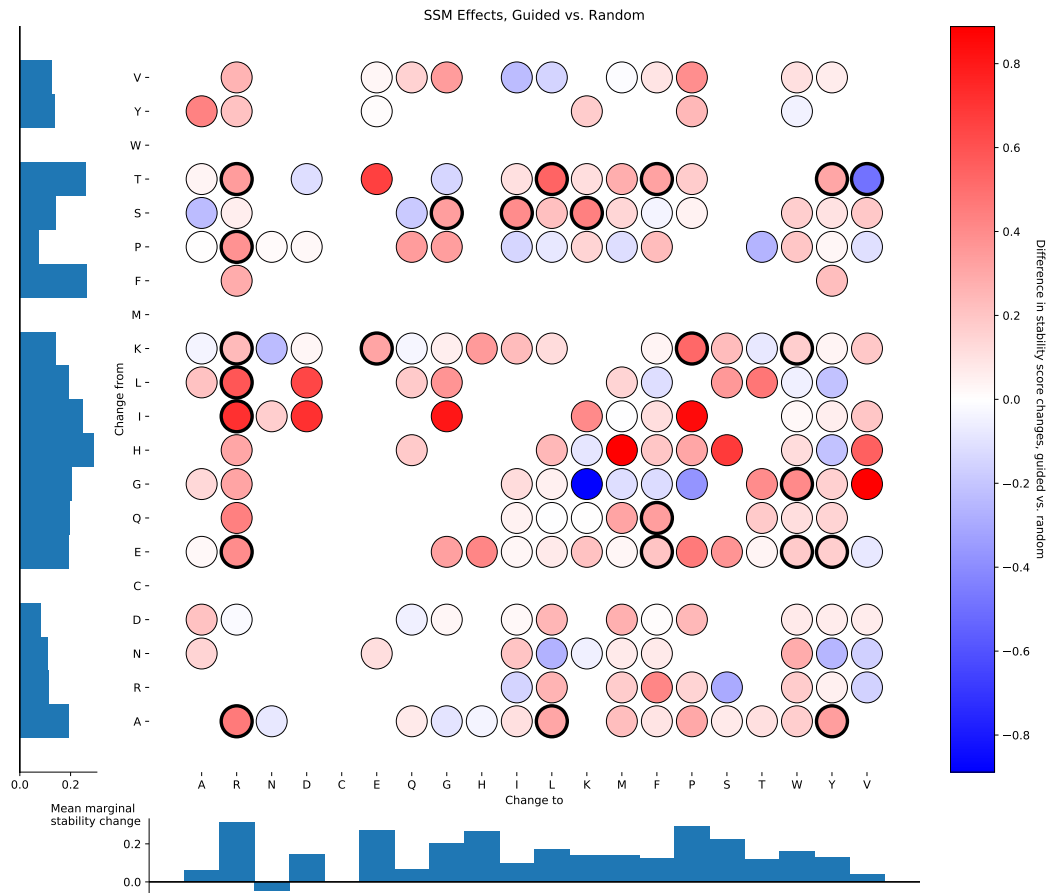 SSM Effects, Guided vs. Random
V
Y
W
T
S
P
F
M
K
L
I
H
G
Q
E
C
D
N
R
A
Change from
0.0 0.2
Mean marginal
stability change
A R N D C E Q G H I L K M F P S T W Y V
Change to
0.2
0.0
0.8
0.6
0.4
0.2
0.0
−0.2
−0.4
−0.6
−0.8
Difference in stability score changes, guided vs. random